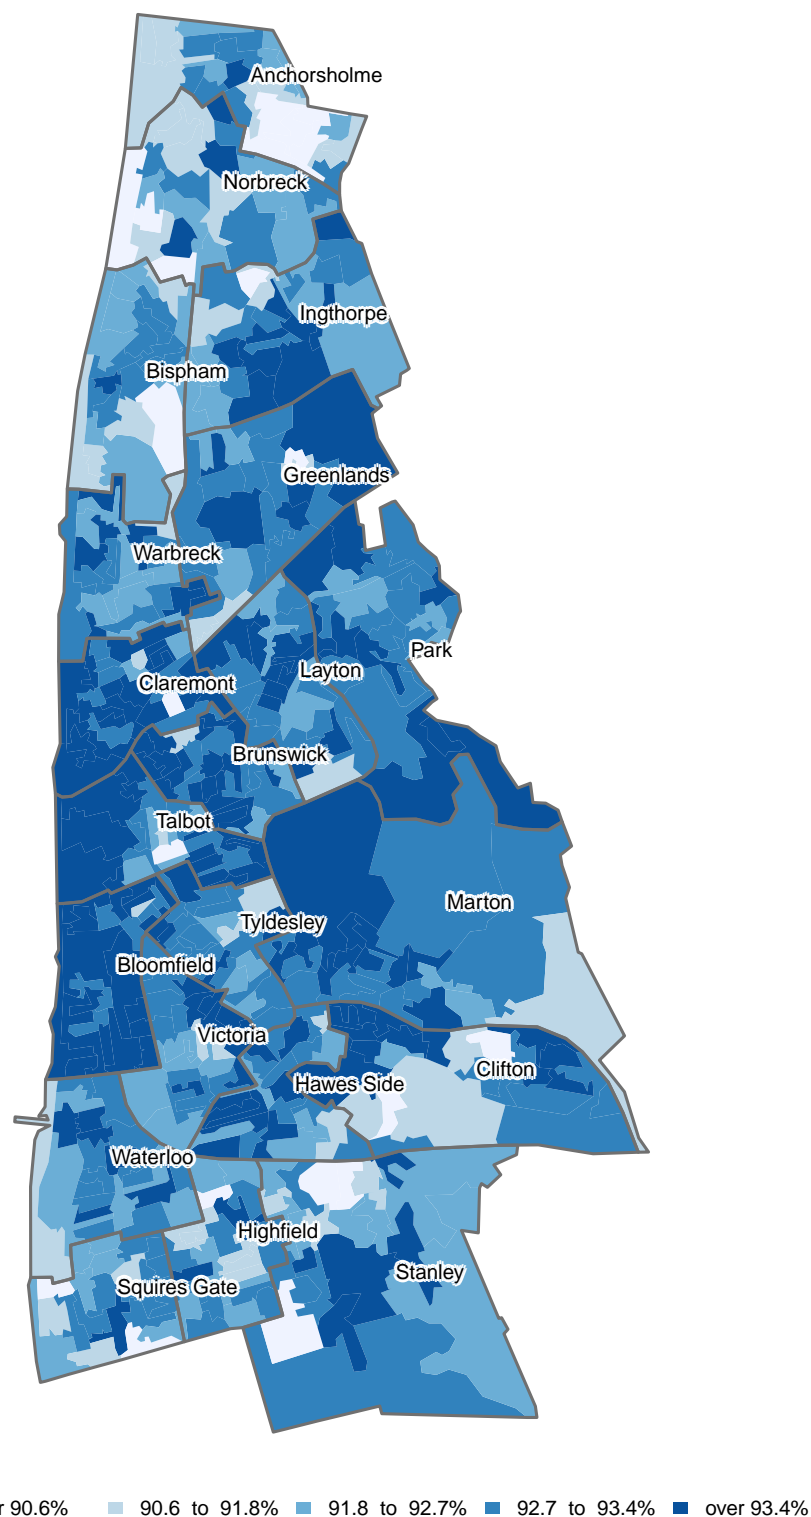 Anchorsholme
Norbreck
Ingthorpe
Bispham
Greenlands
Warbreck
Park
Layton
Claremont
Brunswick
Talbot
Marton
Tyldesley
Bloomfield
Victoria
Clifton
Hawes Side
Waterloo
Highfield
Stanley
Squires Gate
r 90.6% 90.6 to 91.8% 91.8 to 92.7% 92.7 to 93.4% over 93.4%